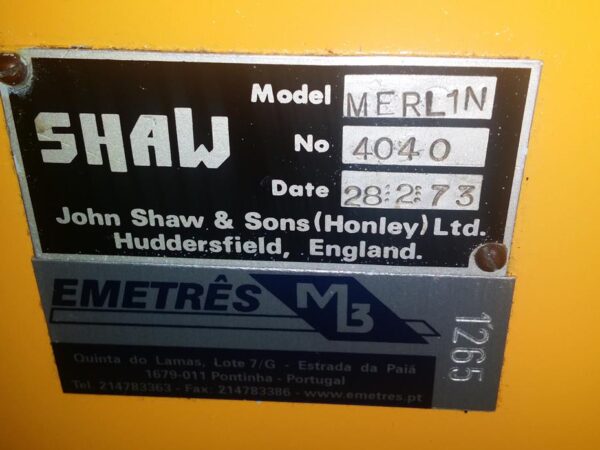 SHAW
Model MERL1N
No 4040
Date 28:2:73
John Shaw & Sons (Honley) Ltd.
Huddersfield, England.
EMETRÊS M3
1265
Quinta do Lamas, Lote 7/G - Estrada da Paiã
1679-011 Pontinha - Portugal
Tel. 214783363 - Fax: 214783386 - www.emetres.pt